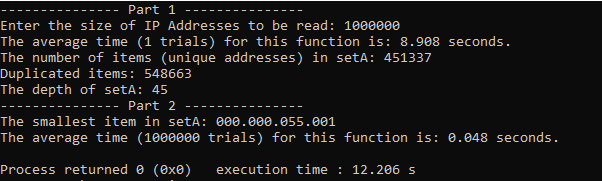 --------------- Part 1 ---------------
Enter the size of IP Addresses to be read: 1000000
The average time (1 trials) for this function is: 8.908 seconds.
The number of items (unique addresses) in setA: 451337
Duplicated items: 548663
The depth of setA: 45
--------------- Part 2 ---------------
The smallest item in setA: 000.000.055.001
The average time (1000000 trials) for this function is: 0.048 seconds.
Process returned 0 (0x0)   execution time : 12.206 s